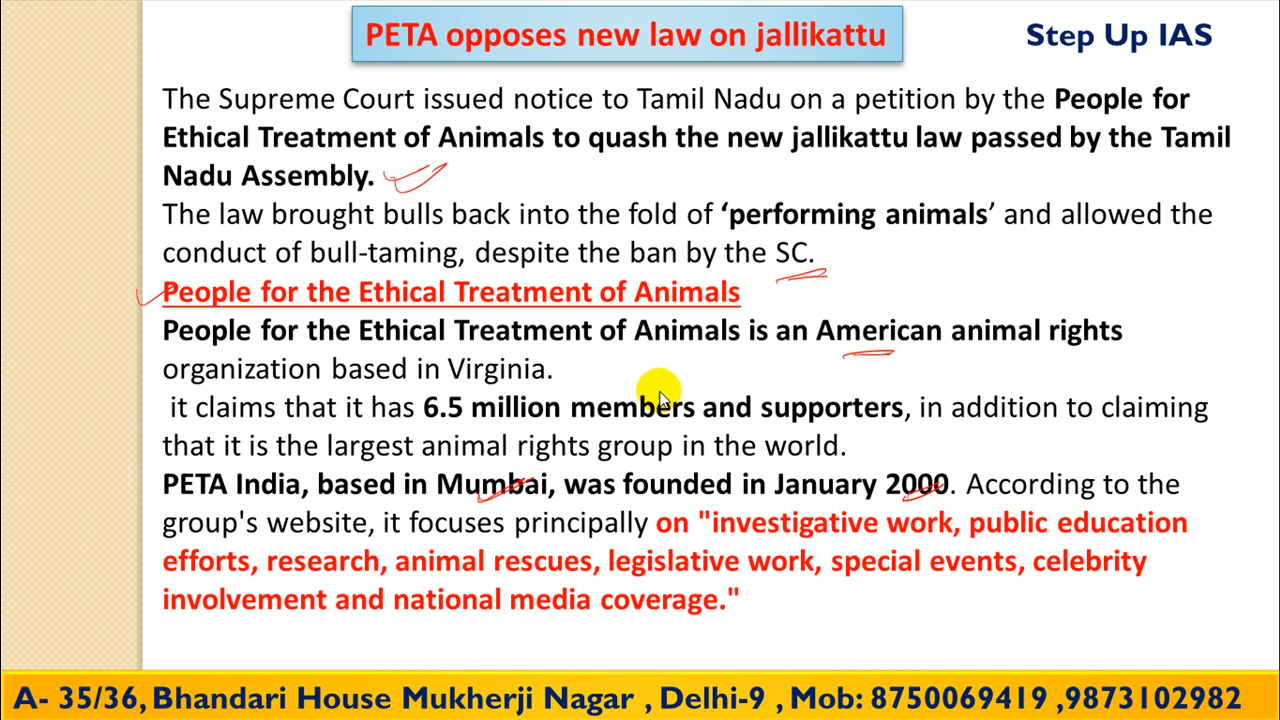 PETA opposes new law on jallikattu
Step Up IAS
The Supreme Court issued notice to Tamil Nadu on a petition by the People for
Ethical Treatment of Animals to quash the new jallikattu law passed by the Tamil
Nadu Assembly.
The law brought bulls back into the fold of ‘performing animals’ and allowed the
conduct of bull-taming, despite the ban by the SC.
People for the Ethical Treatment of Animals
People for the Ethical Treatment of Animals is an American animal rights
organization based in Virginia.
it claims that it has 6.5 million members and supporters, in addition to claiming
that it is the largest animal rights group in the world.
PETA India, based in Mumbai, was founded in January 2000. According to the
group's website, it focuses principally on "investigative work, public education
efforts, research, animal rescues, legislative work, special events, celebrity
involvement and national media coverage."
A- 35/36, Bhandari House Mukherji Nagar , Delhi-9 , Mob: 8750069419 ,9873102982